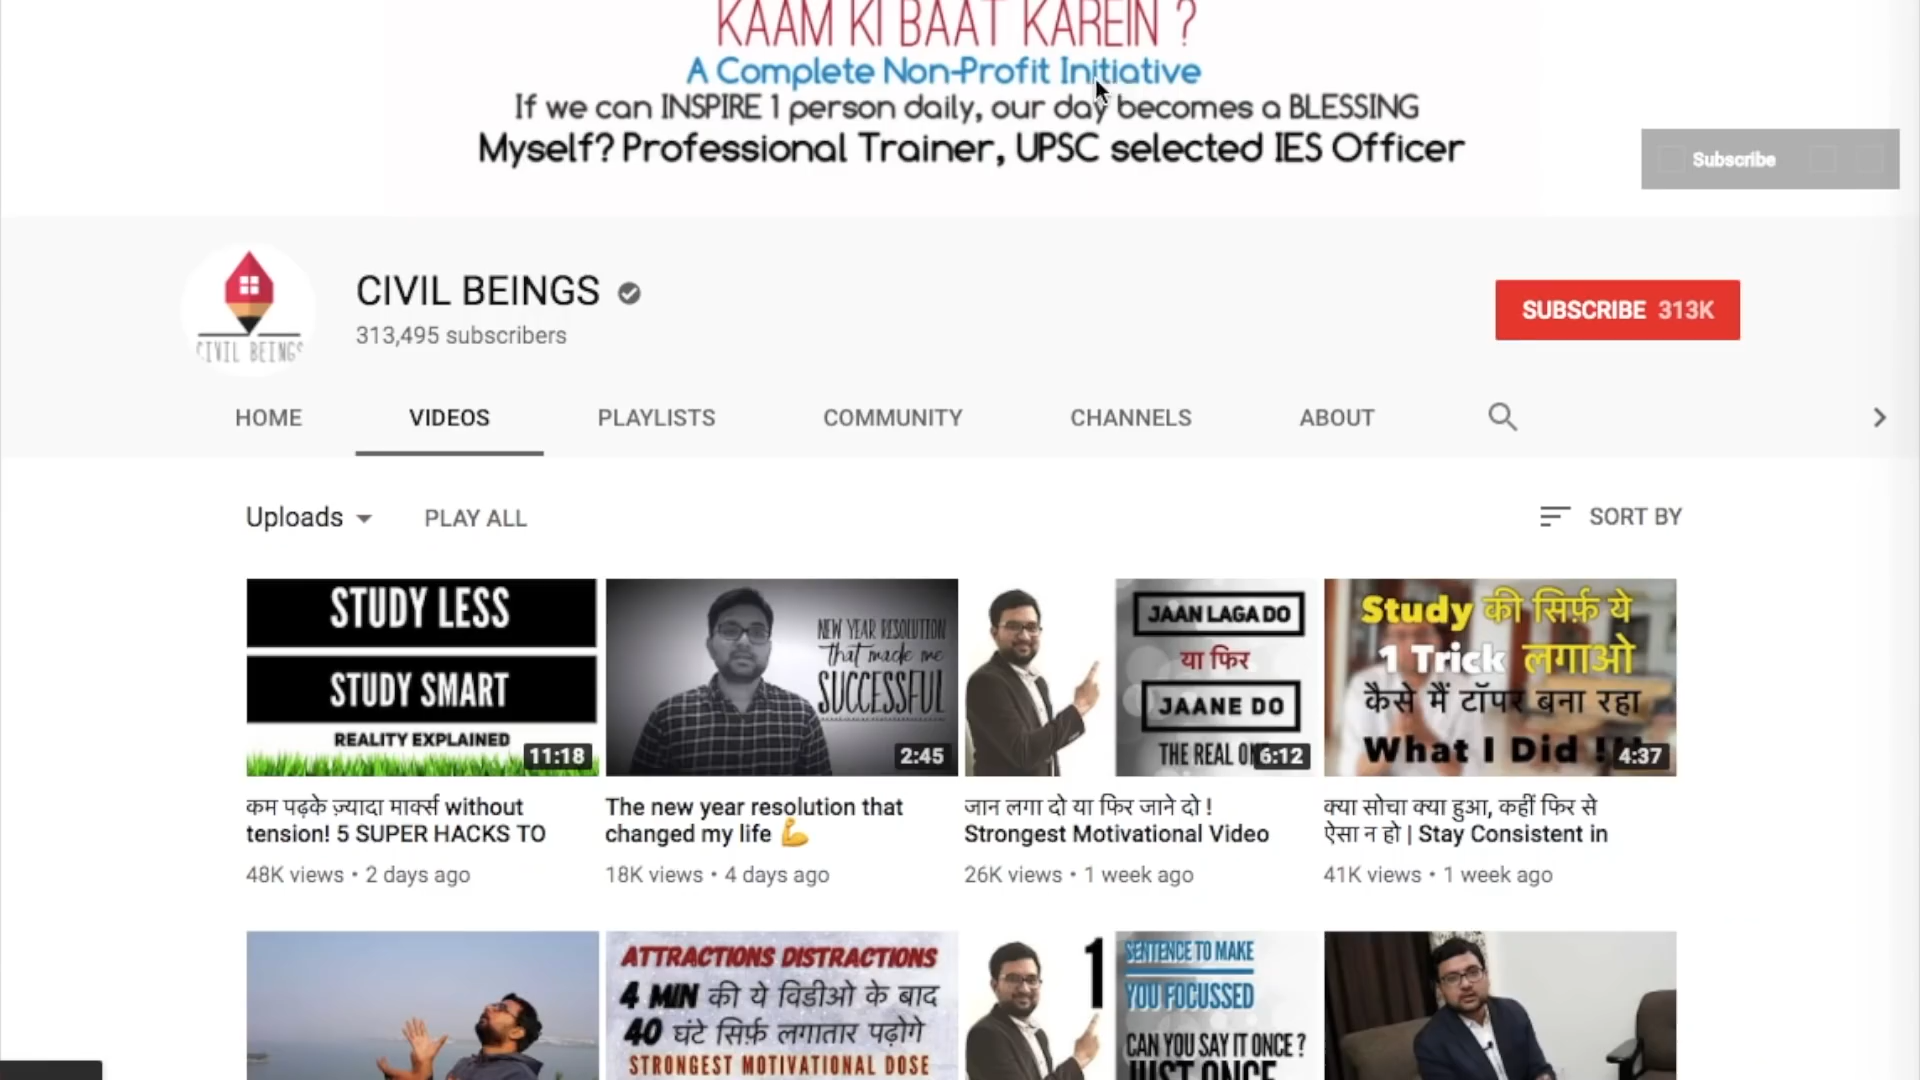 KAAM KI BAAT KAREIN ?
A Complete Non-Profit Initiative
If we can INSPIRE 1 person daily, our day becomes a BLESSING
Myself? Professional Trainer, UPSC selected IES Officer
Subscribe
CIVIL BEINGS
CIVIL BEINGS
313,495 subscribers
SUBSCRIBE 313K
HOME VIDEOS PLAYLISTS COMMUNITY CHANNELS ABOUT
Uploads PLAY ALL SORT BY
STUDY LESS
STUDY SMART
REALITY EXPLAINED
11:18
NEW YEAR RESOLUTION
that made me
SUCCESSFUL
2:45
JAAN LAGA DO
या फिर
JAANE DO
THE REAL
6:12
Study की सिर्फ ये
1 Trick लगाओ
कैसे मैं टॉपर बना रहा
What I Did !
4:37
कम पढ़के ज़्यादा मार्क्स without
tension! 5 SUPER HACKS TO
48K views • 2 days ago
The new year resolution that
changed my life 💪
18K views • 4 days ago
जान लगा दो या फिर जाने दो !
Strongest Motivational Video
26K views • 1 week ago
क्या सोचा क्या हुआ, कहीं फिर से
ऐसा न हो | Stay Consistent in
41K views • 1 week ago
ATTRACTIONS DISTRACTIONS
4 MIN की ये विडीओ के बाद
40 घंटे सिर्फ़ लगातार पढ़ोगे
STRONGEST MOTIVATIONAL DOSE
1 SENTENCE TO MAKE
YOU FOCUSSED
CAN YOU SAY IT ONCE ?
JUST ONCE